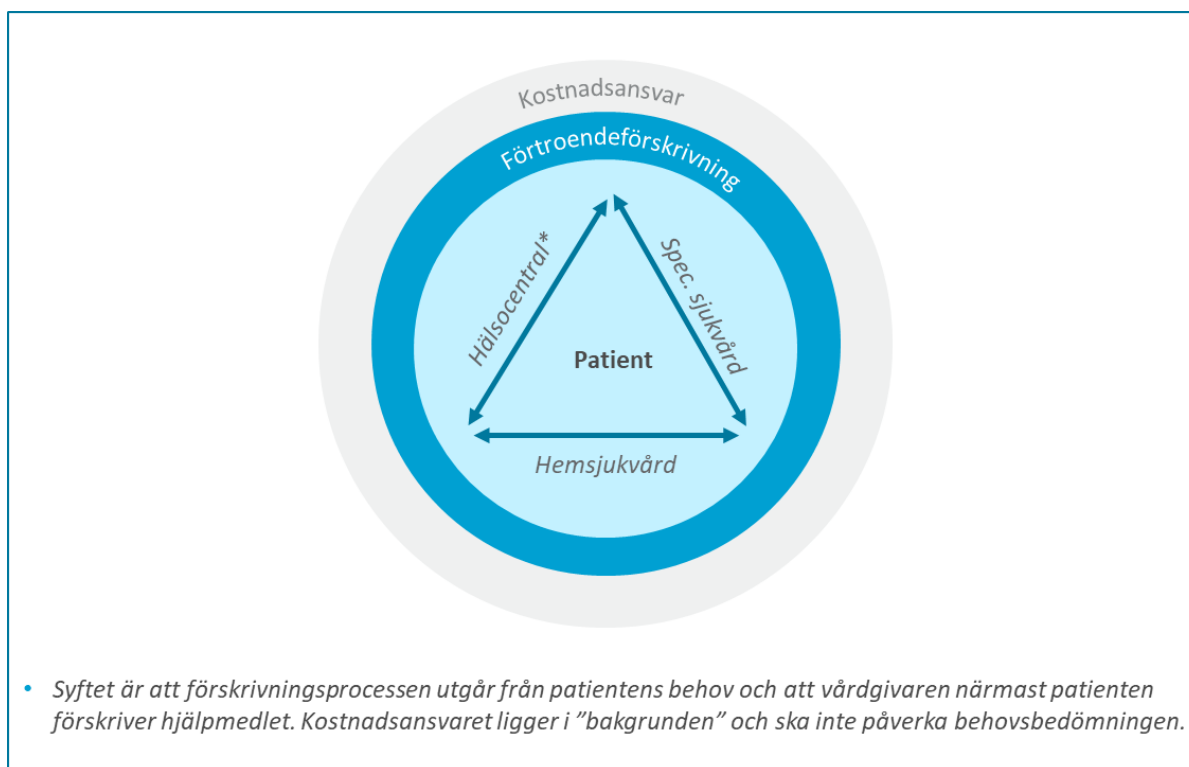 Kostnadsansvar
Förtroendeförskrivning
Hälsocentral*
Spec. sjukvård
Patient
Hemsjukvård
• Syftet är att förskrivningsprocessen utgår från patientens behov och att vårdgivaren närmast patienten
förskriver hjälpmedlet. Kostnadsansvaret ligger i ”bakgrunden” och ska inte påverka behovsbedömningen.